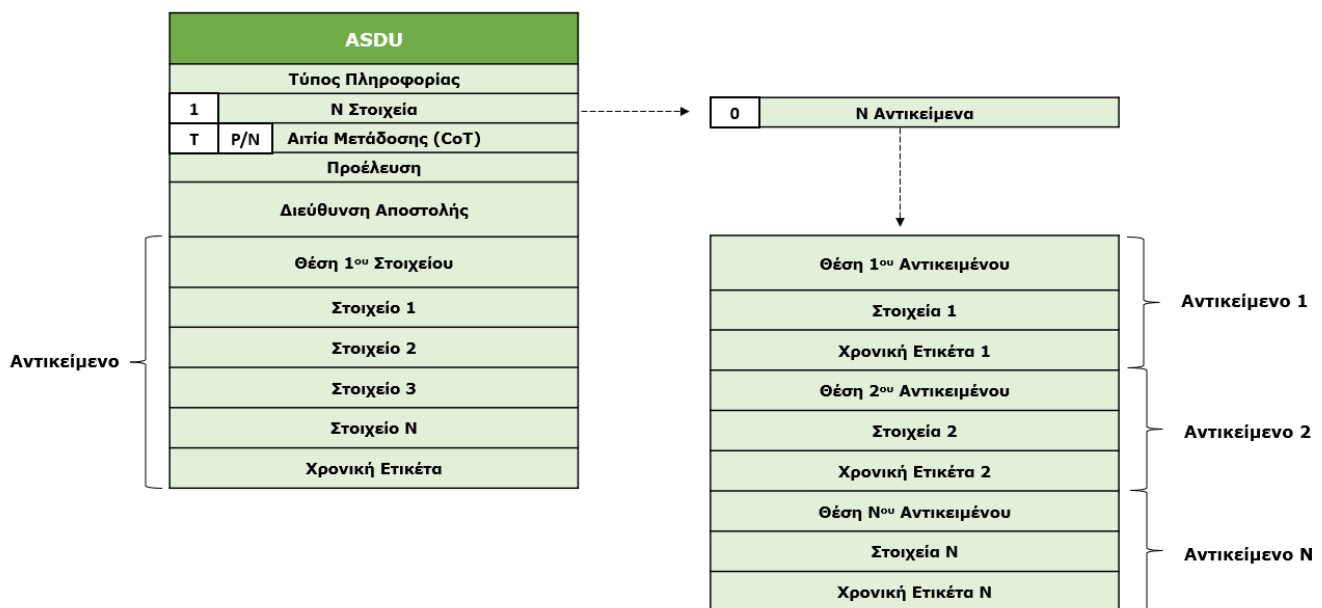 ASDU
Τύπος Πληροφορίας
1 Ν Στοιχεία
0 Ν Αντικείμενα
T P/N Αιτία Μετάδοσης (CoT)
Προέλευση
Διεύθυνση Αποστολής
Θέση 1ου Στοιχείου
Στοιχείο 1
Στοιχείο 2
Στοιχείο 3
Στοιχείο Ν
Χρονική Ετικέτα
Αντικείμενο
Θέση 1ου Αντικειμένου
Στοιχεία 1
Χρονική Ετικέτα 1
Αντικείμενο 1
Θέση 2ου Αντικειμένου
Στοιχεία 2
Χρονική Ετικέτα 2
Αντικείμενο 2
Θέση Νου Αντικειμένου
Στοιχεία Ν
Χρονική Ετικέτα Ν
Αντικείμενο Ν